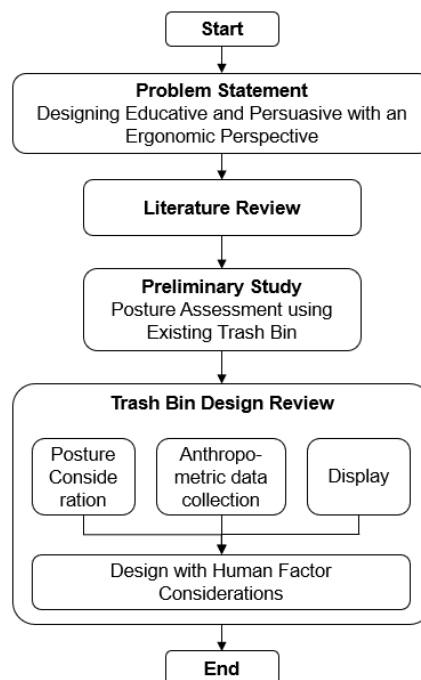 Start
Problem Statement
Designing Educative and Persuasive with an
Ergonomic Perspective
Literature Review
Preliminary Study
Posture Assessment using
Existing Trash Bin
Trash Bin Design Review
Posture
Conside
ration
Anthropo-
metric data
collection
Display
Design with Human Factor
Considerations
End